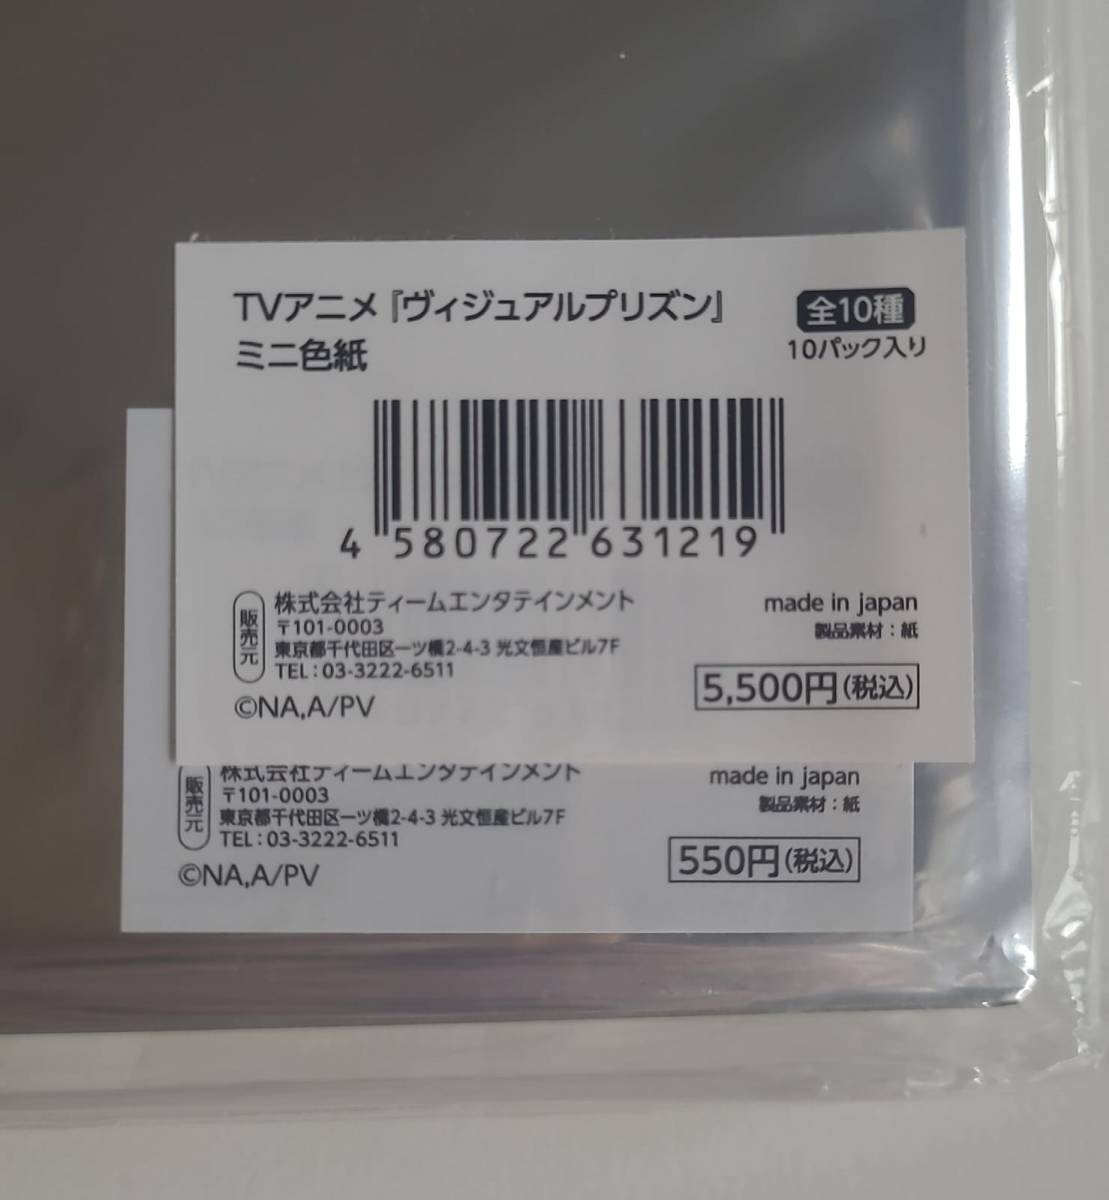 TVアニメ『ヴィジュアルプリズン』
ミニ色紙
全10種
10パック入り
4 580722 631219
販売元
株式会社ティームエンタテインメント
〒101-0003
東京都千代田区一ツ橋2-4-3 光文恒産ビル7F
TEL：03-3222-6511
©NA,A/PV
made in japan
製品素材：紙
5,500円(税込)
販売元
株式会社ティームエンタテインメント
〒101-0003
東京都千代田区一ツ橋2-4-3 光文恒産ビル7F
TEL：03-3222-6511
©NA,A/PV
made in japan
製品素材：紙
550円(税込)